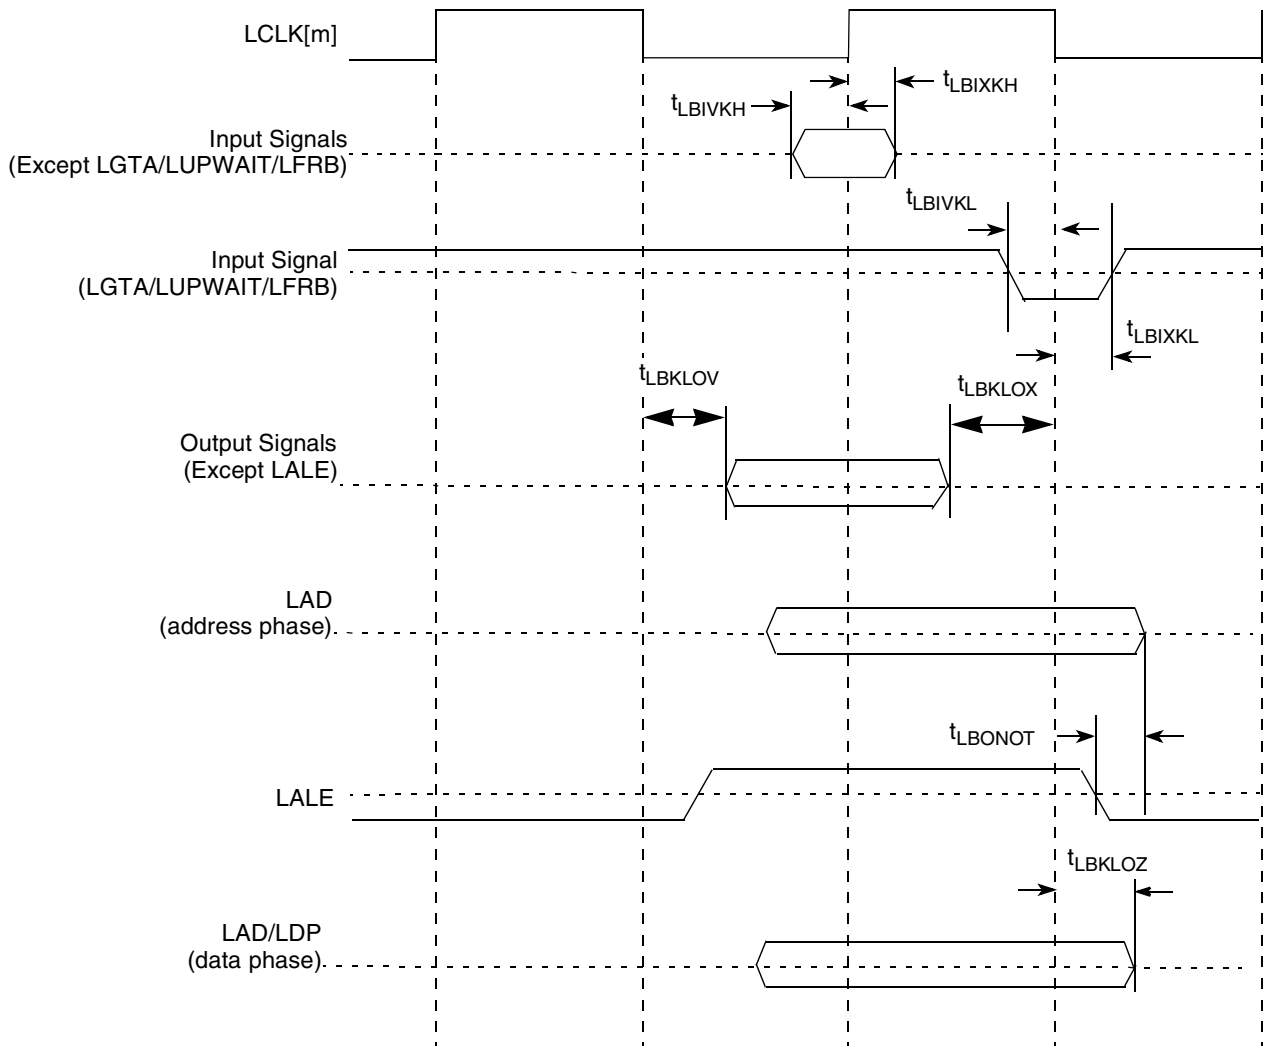 LCLK[m]
tLBIXKH
tLBIVKH
Input Signals
(Except LGTA/LUPWAIT/LFRB)
tLBIVKL
Input Signal
(LGTA/LUPWAIT/LFRB)
tLBIXKL
tLBKLOV
tLBKLOX
Output Signals
(Except LALE)
LAD
(address phase)
tLBONOT
LALE
tLBKLOZ
LAD/LDP
(data phase)